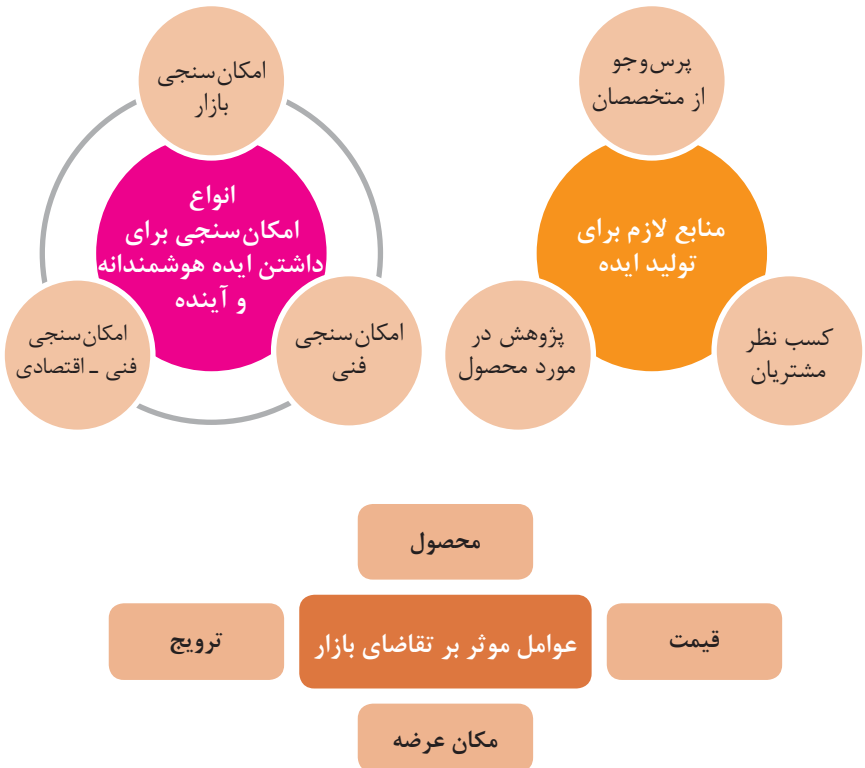 پرس‌وجو
از متخصصان
منابع لازم برای
تولید ایده
کسب نظر
مشتریان
پژوهش در
مورد محصول
امکان‌سنجی
بازار
انواع
امکان‌سنجی برای
داشتن ایده هوشمندانه
و آینده
امکان‌سنجی
فنی
امکان‌سنجی
فنی ـ اقتصادی
محصول
قیمت
عوامل موثر بر تقاضای بازار
ترویج
مکان عرضه